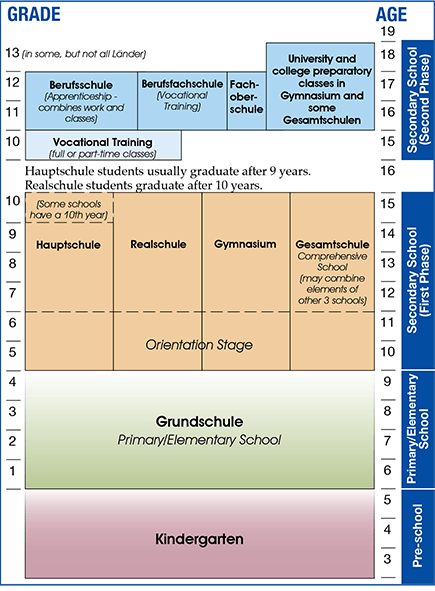 GRADE
AGE
19
13 (in some, but not all Länder)
18
University and
college preparatory
classes in
Gymnasium and
some
Gesamtschulen
12
Berufsschule
(Apprenticeship -
combines work and
classes)
Berufsfachschule
(Vocational
Training)
Fach-
ober-
schule
17
11
16
10
Vocational Training
(full or part-time classes)
15
Secondary School
(Second Phase)
Hauptschule students usually graduate after 9 years.
Realschule students graduate after 10 years.
16
10
(Some schools
have a 10th year)
15
9
Hauptschule
Realschule
Gymnasium
Gesamtschule
Comprehensive
School
(may combine
elements of
other 3 schools)
14
8
13
7
12
6
11
5
Orientation Stage
10
Secondary School
(First Phase)
4
9
3
Grundschule
8
2
Primary/Elementary School
7
1
6
Primary/Elementary
School
5
Kindergarten
4
3
Pre-school